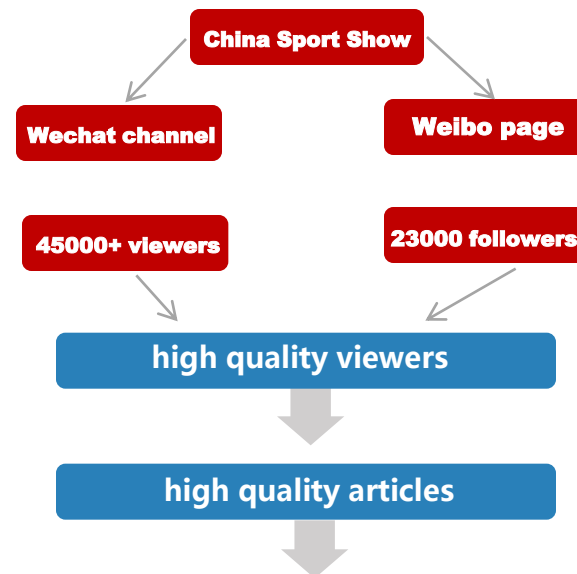 China Sport Show
Wechat channel
Weibo page
45000+ viewers
23000 followers
high quality viewers
high quality articles